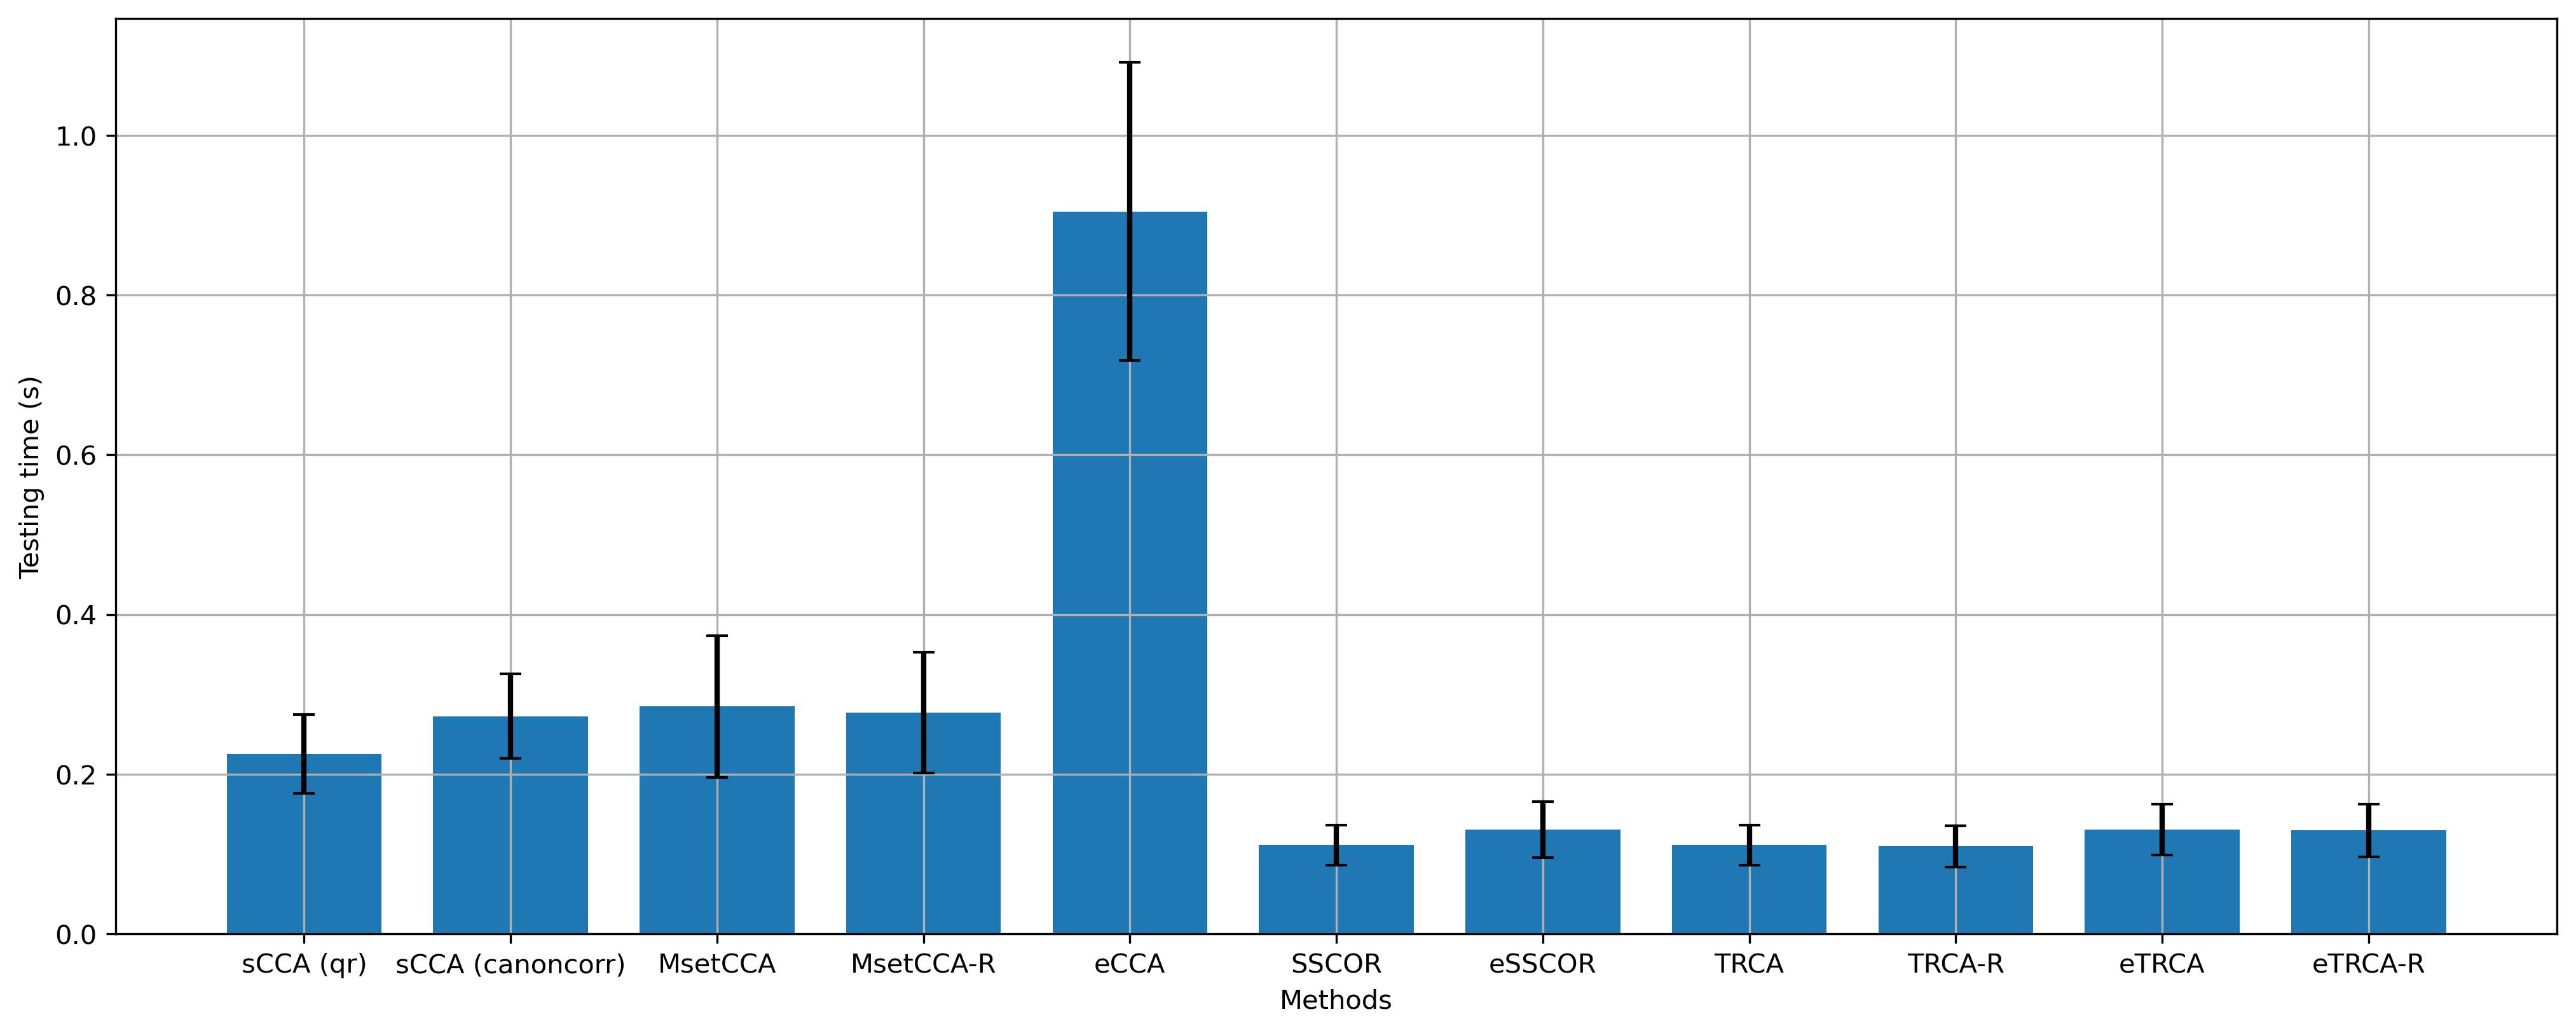 Testing time (s)
1.0
0.8
0.6
0.4
0.2
0.0
sCCA (qr) sCCA (canoncorr) MsetCCA MsetCCA-R eCCA SSCOR eSSCOR TRCA TRCA-R eTRCA eTRCA-R
Methods